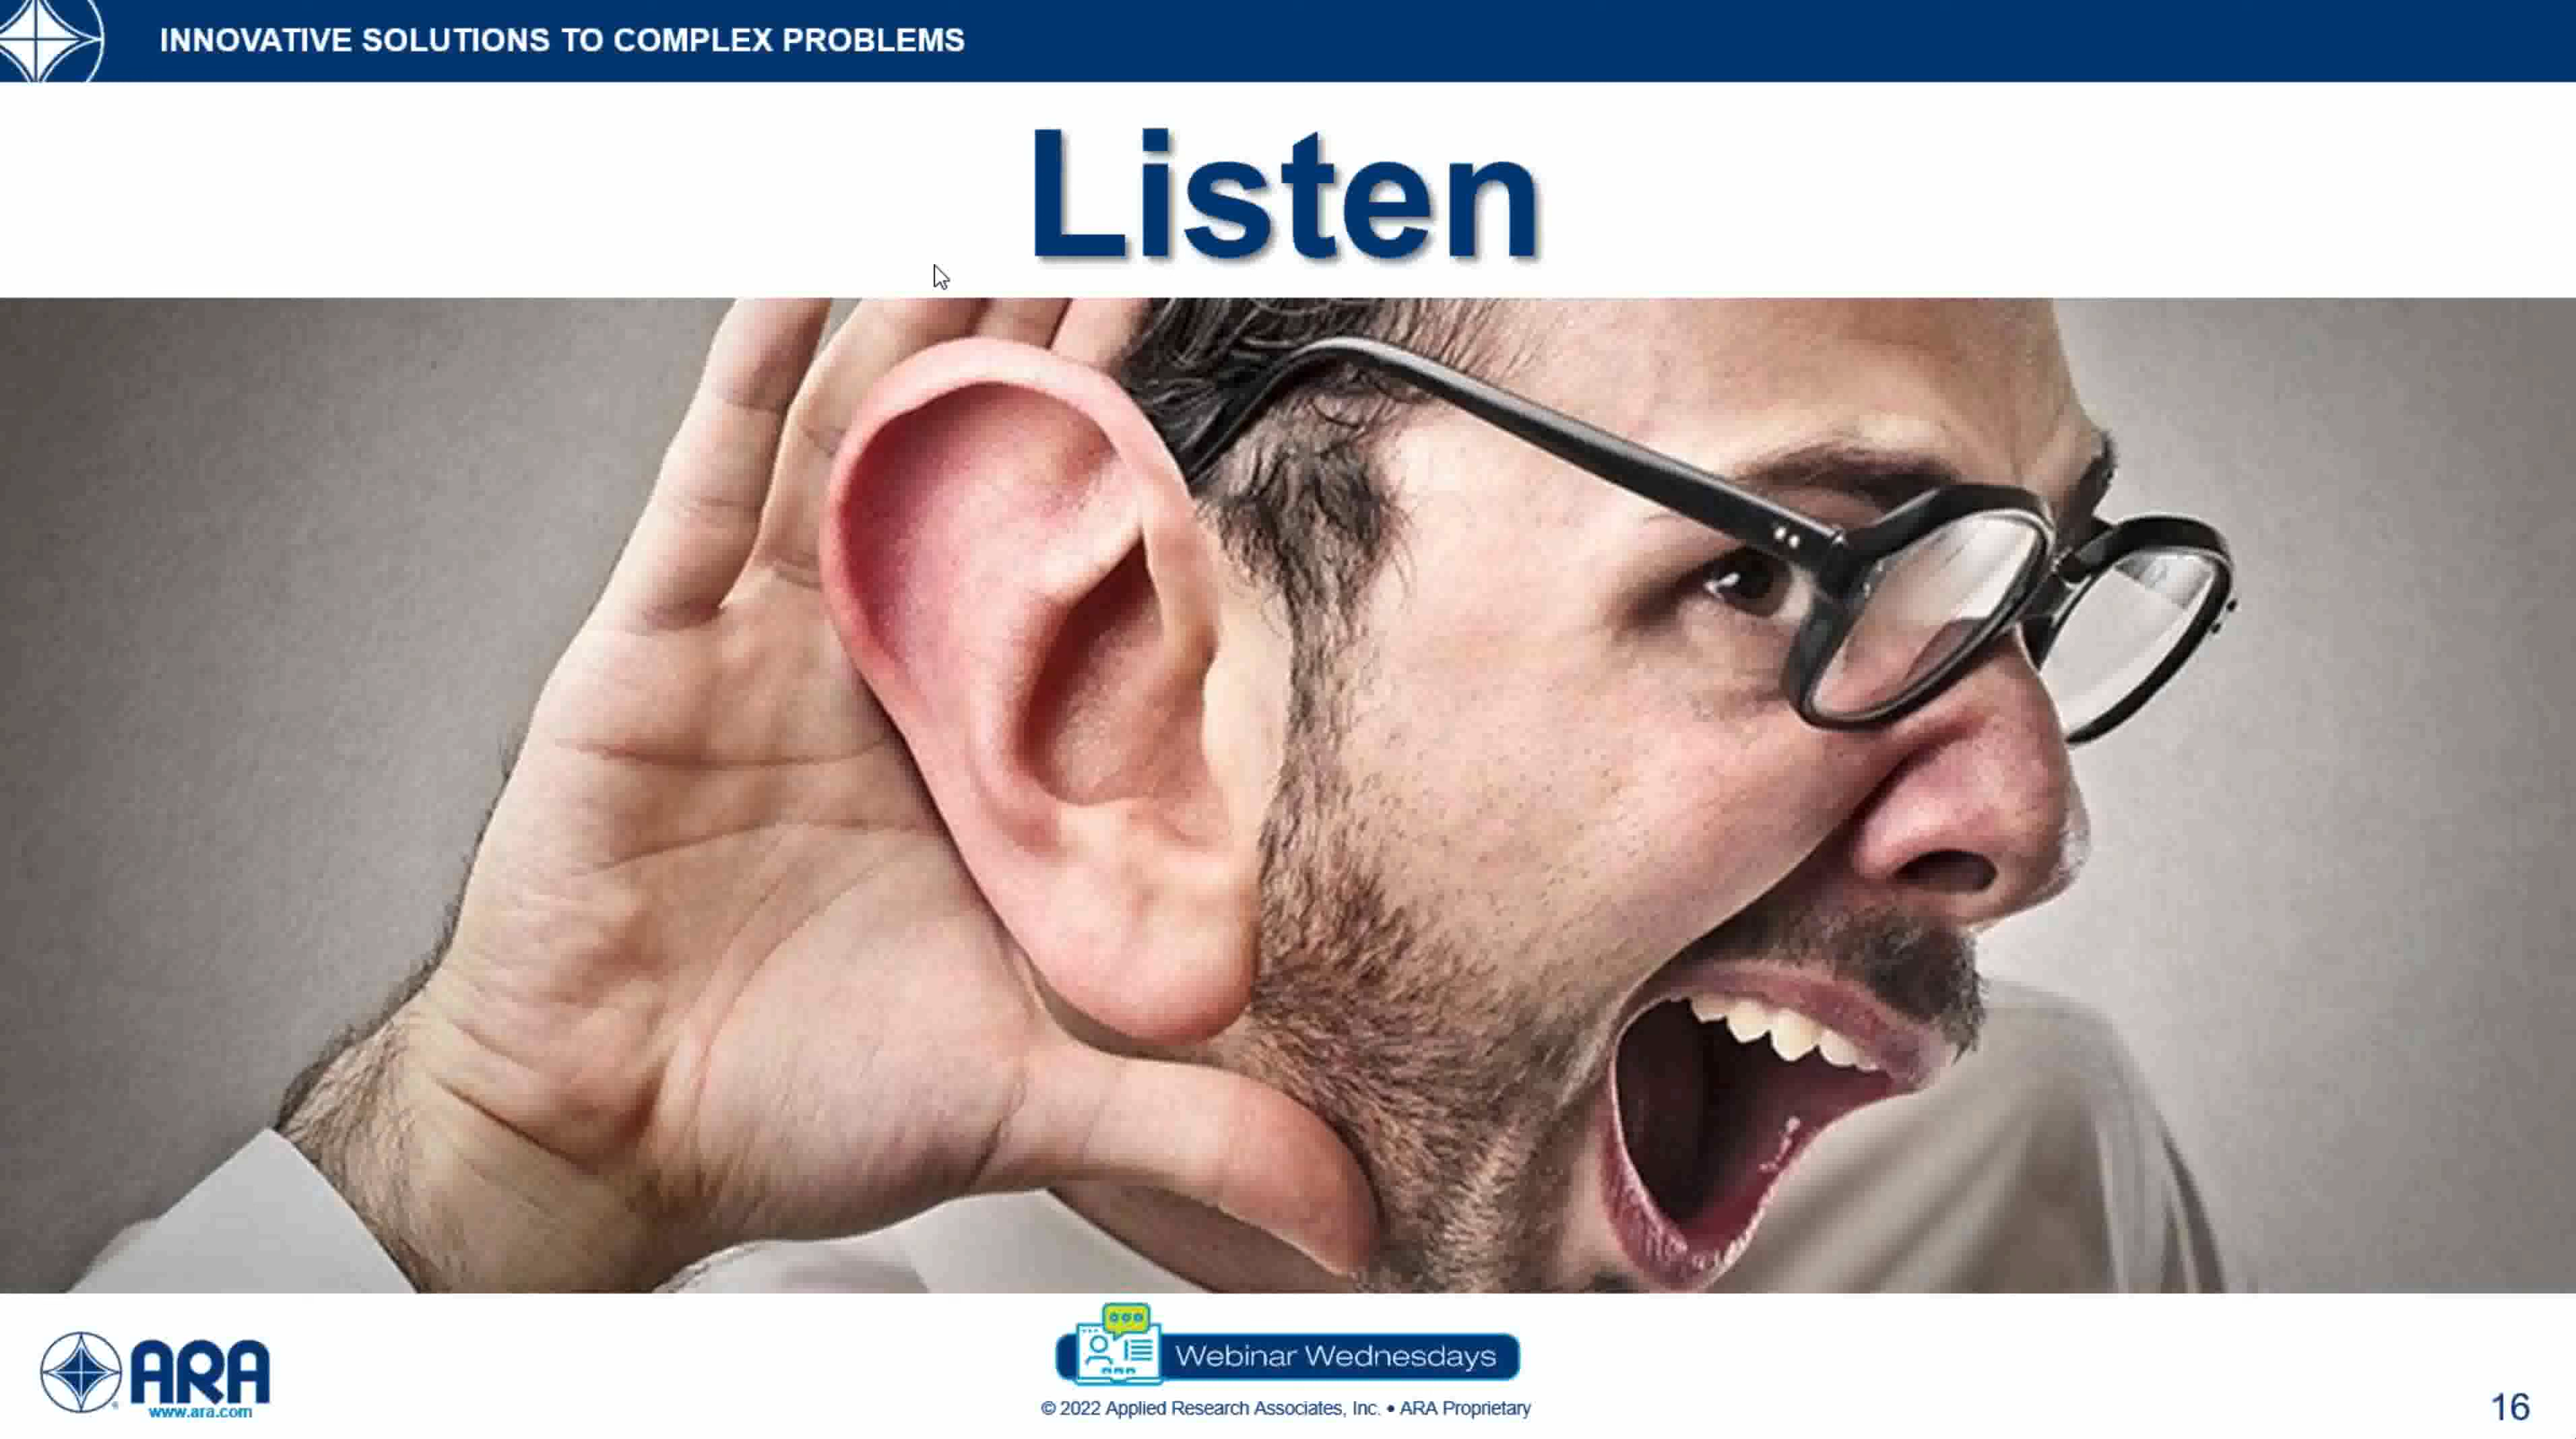 INNOVATIVE SOLUTIONS TO COMPLEX PROBLEMS
Listen
ARA
www.ara.com
Webinar Wednesdays
© 2022 Applied Research Associates, Inc. • ARA Proprietary
16